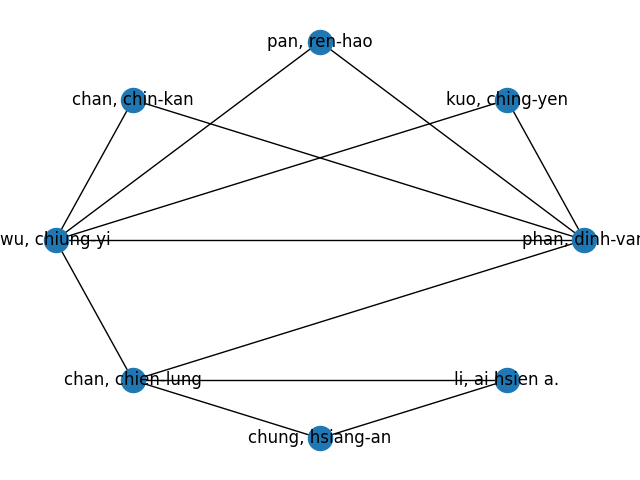 pan, ren-hao
chan, chin-kan
kuo, ching-yen
wu, chiung-yi
phan, dinh-van
chan, chien-lung
li, ai hsien a.
chung, hsiang-an